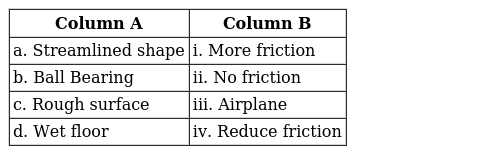 Column A Column B
a. Streamlined shape i. More friction
b. Ball Bearing ii. No friction
c. Rough surface iii. Airplane
d. Wet floor iv. Reduce friction